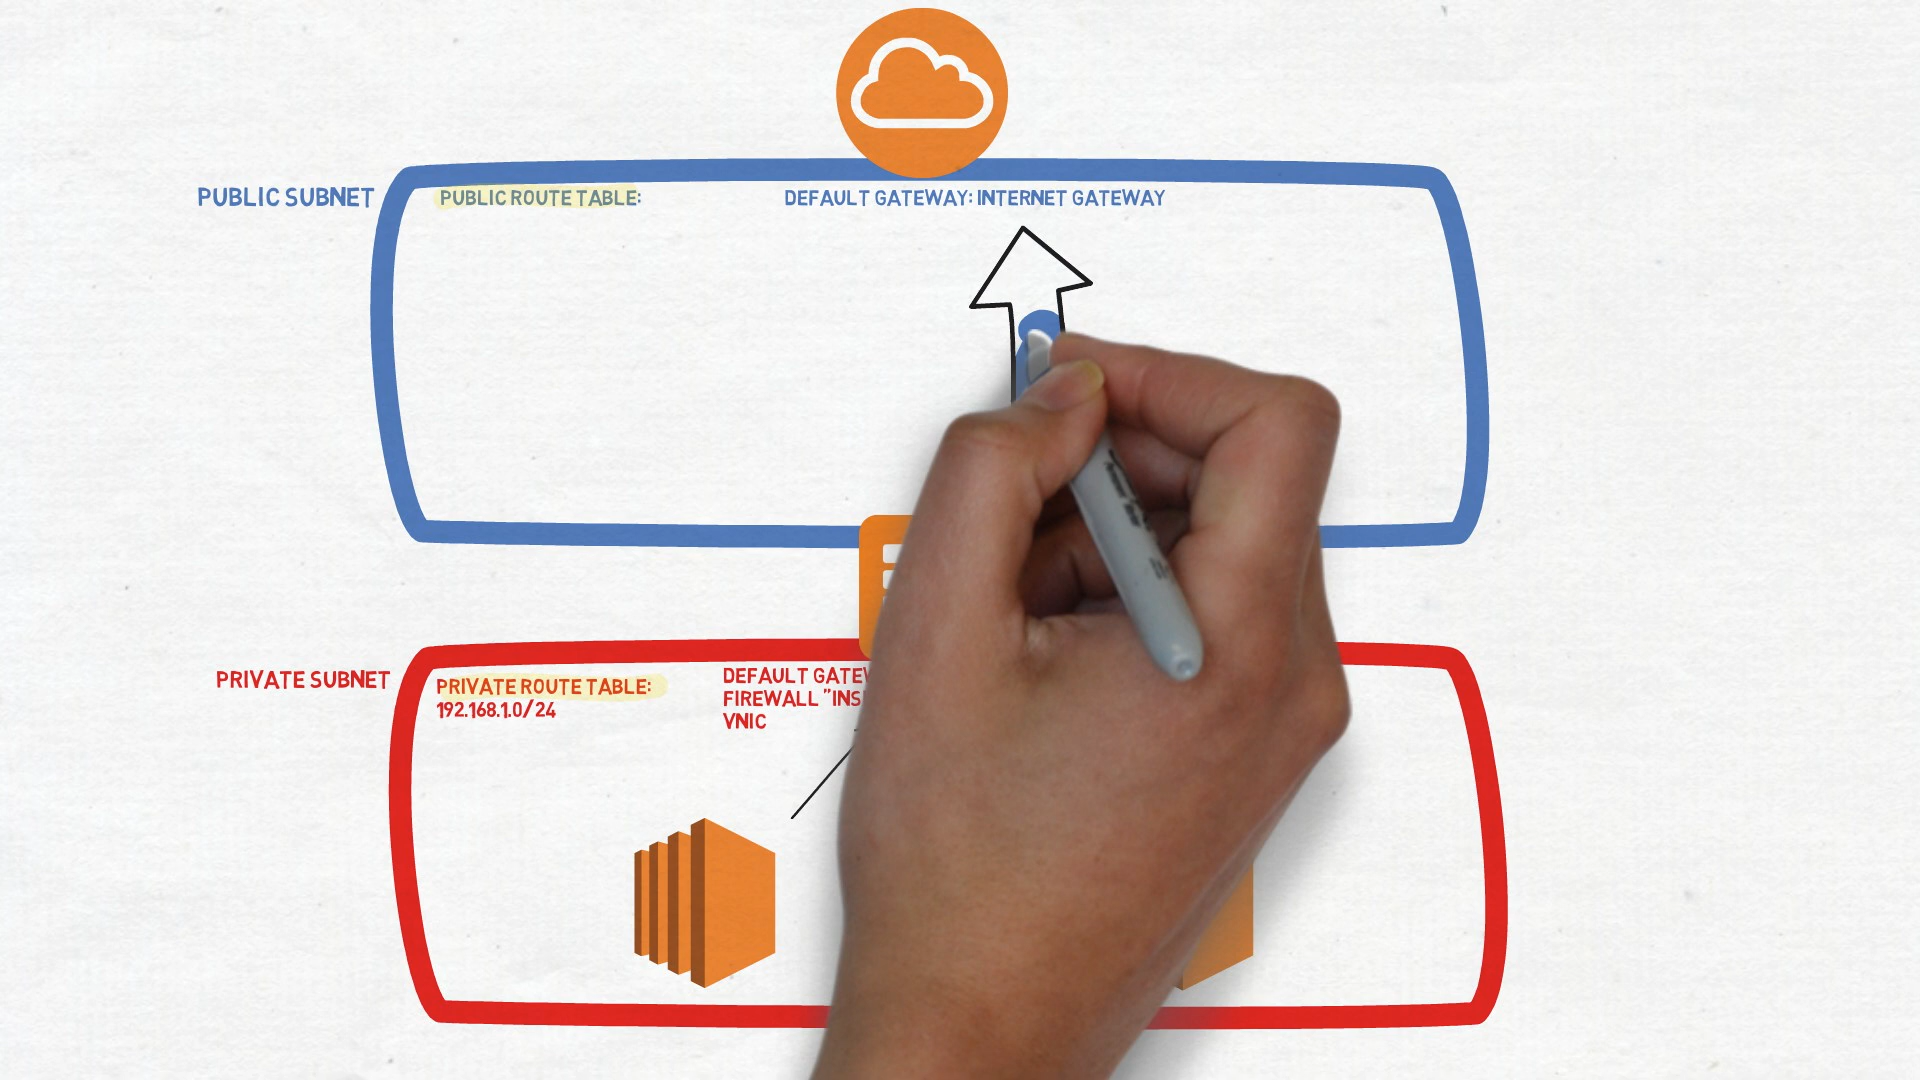 PUBLIC SUBNET
PUBLIC ROUTE TABLE:
DEFAULT GATEWAY: INTERNET GATEWAY
PRIVATE SUBNET
PRIVATE ROUTE TABLE:
192.168.1.0/24
DEFAULT
FIREWALL
VNIC